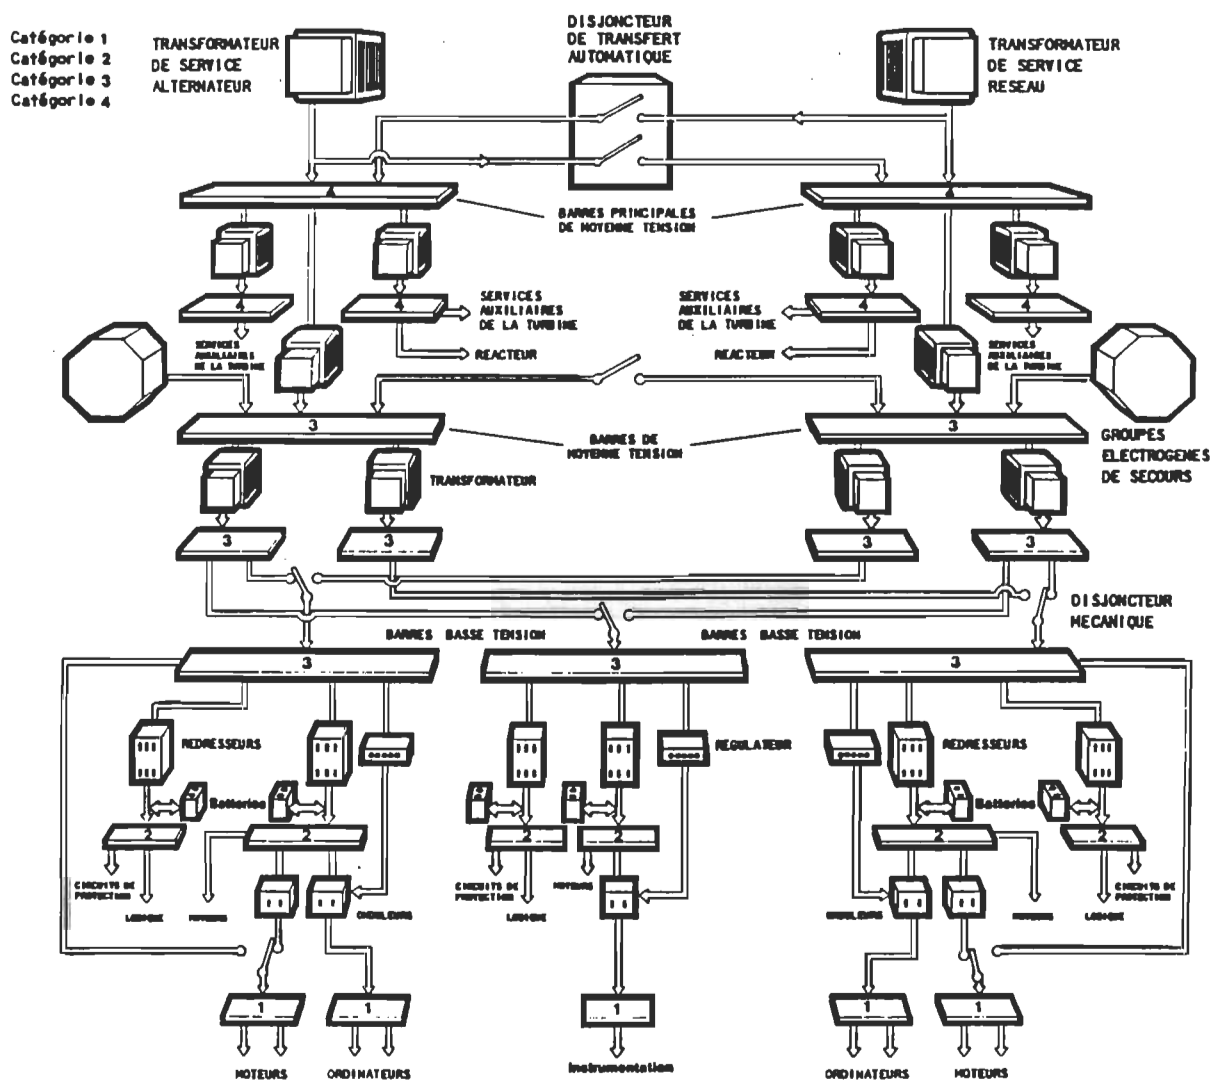 Catégorie 1
Catégorie 2
Catégorie 3
Catégorie 4
TRANSFORMATEUR
DE SERVICE
ALTERNATEUR
DISJONCTEUR
DE TRANSFERT
AUTOMATIQUE
TRANSFORMATEUR
DE SERVICE
RESEAU
4
4
BARRES PRINCIPALES
DE MOYENNE TENSION
4
4
4
4
SERVICES
AUXILIAIRES
DE LA TURBINE
SERVICES
AUXILIAIRES
DE LA TURBINE
SERVICES
AUXILIAIRES
DE LA TURBINE
SERVICES
AUXILIAIRES
DE LA TURBINE
REACTEUR
REACTEUR
3
3
BARRES DE
MOYENNE TENSION
GROUPES
ELECTROGENES
DE SECOURS
TRANSFORMATEUR
3
3
3
3
DISJONCTEUR
MECANIQUE
BARRES BASSE TENSION
BARRES BASSE TENSION
3
3
3
REDRESSEURS
REGULATEUR
REDRESSEURS
Batteries
Batteries
2
2
2
2
2
2
CIRCUITS DE
PROTECTION
LOGIQUE
MOTEURS
ONDULEURS
CIRCUITS DE
PROTECTION
LOGIQUE
MOTEURS
ONDULEURS
MOTEURS
LOGIQUE
CIRCUITS DE
PROTECTION
1
1
1
1
1
MOTEURS
ORDINATEURS
Instrumentation
ORDINATEURS
MOTEURS